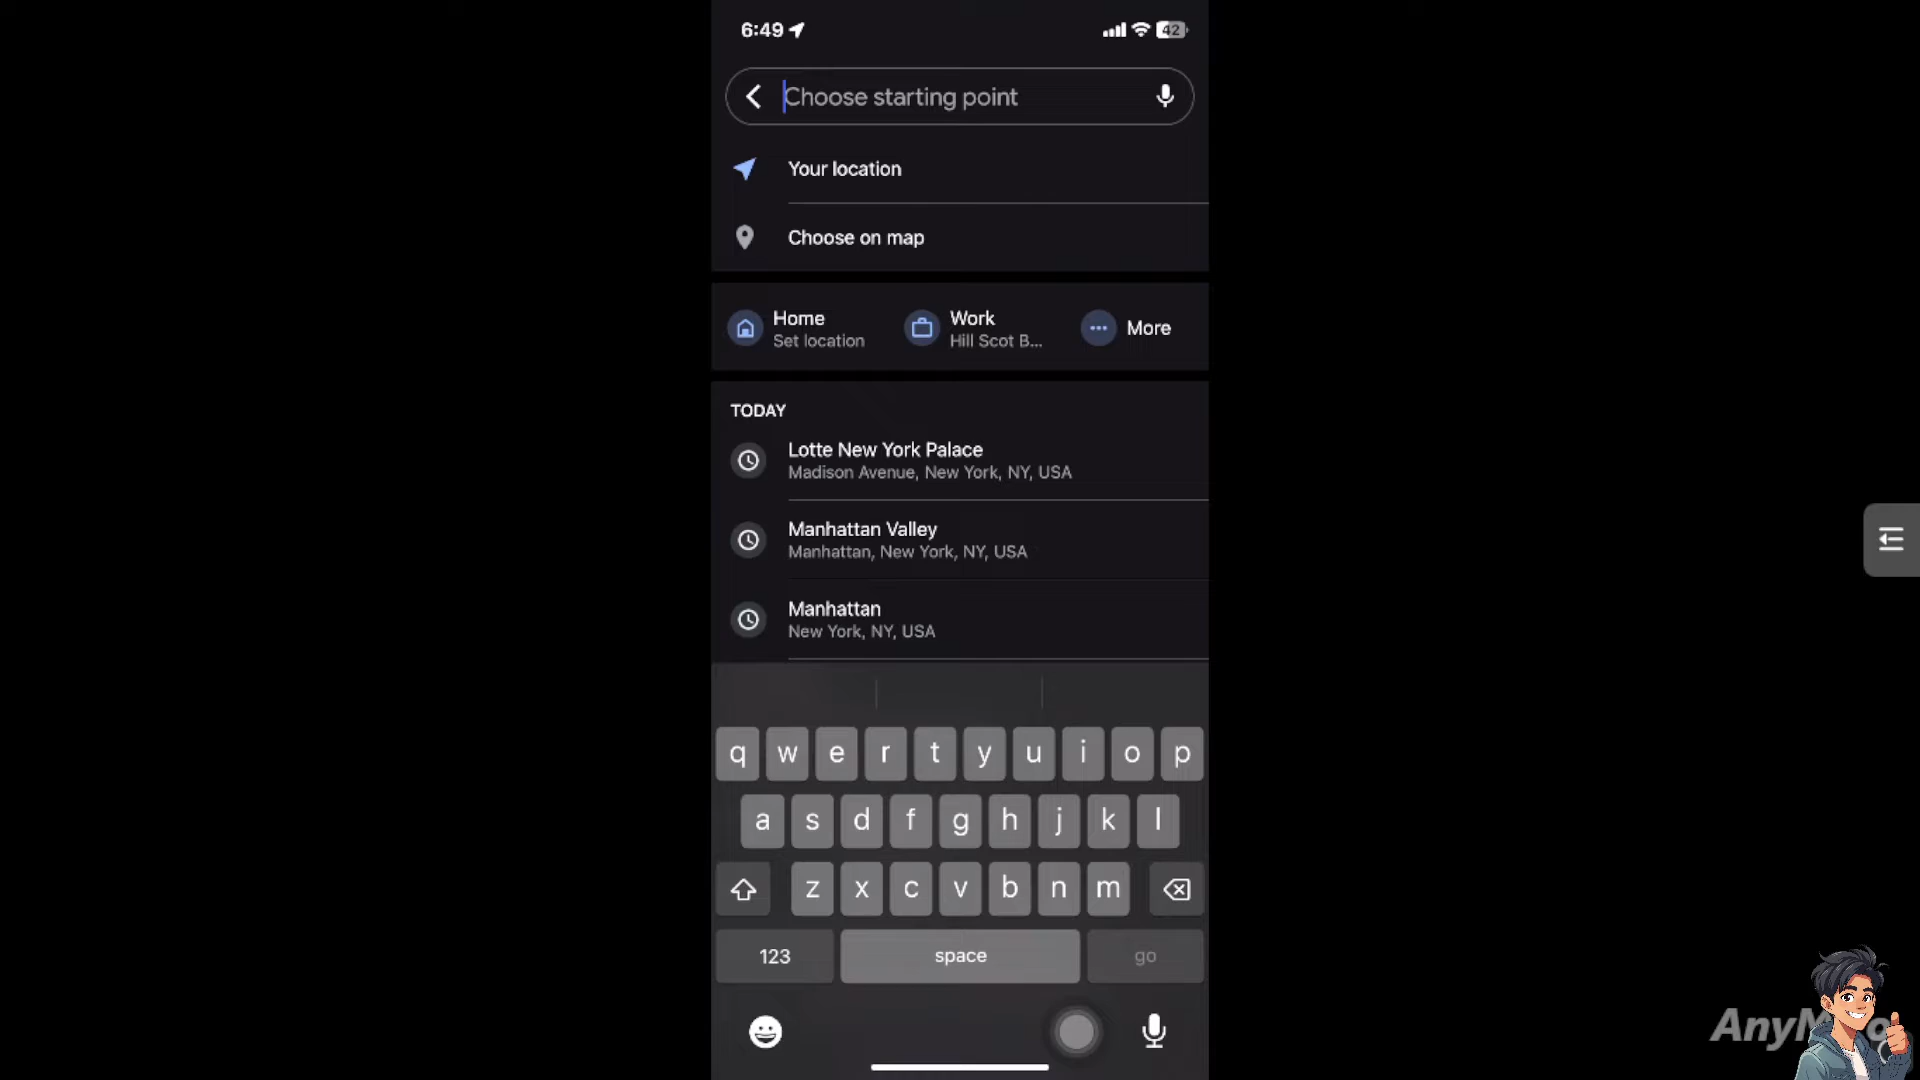 6:49
42
Choose starting point
Your location
Choose on map
Home
Set location
Work
Hill Scot B...
More
TODAY
Lotte New York Palace
Madison Avenue, New York, NY, USA
Manhattan Valley
Manhattan, New York, NY, USA
Manhattan
New York, NY, USA
q w e r t y u i o p
a s d f g h j k l
z x c v b n m
123 space go